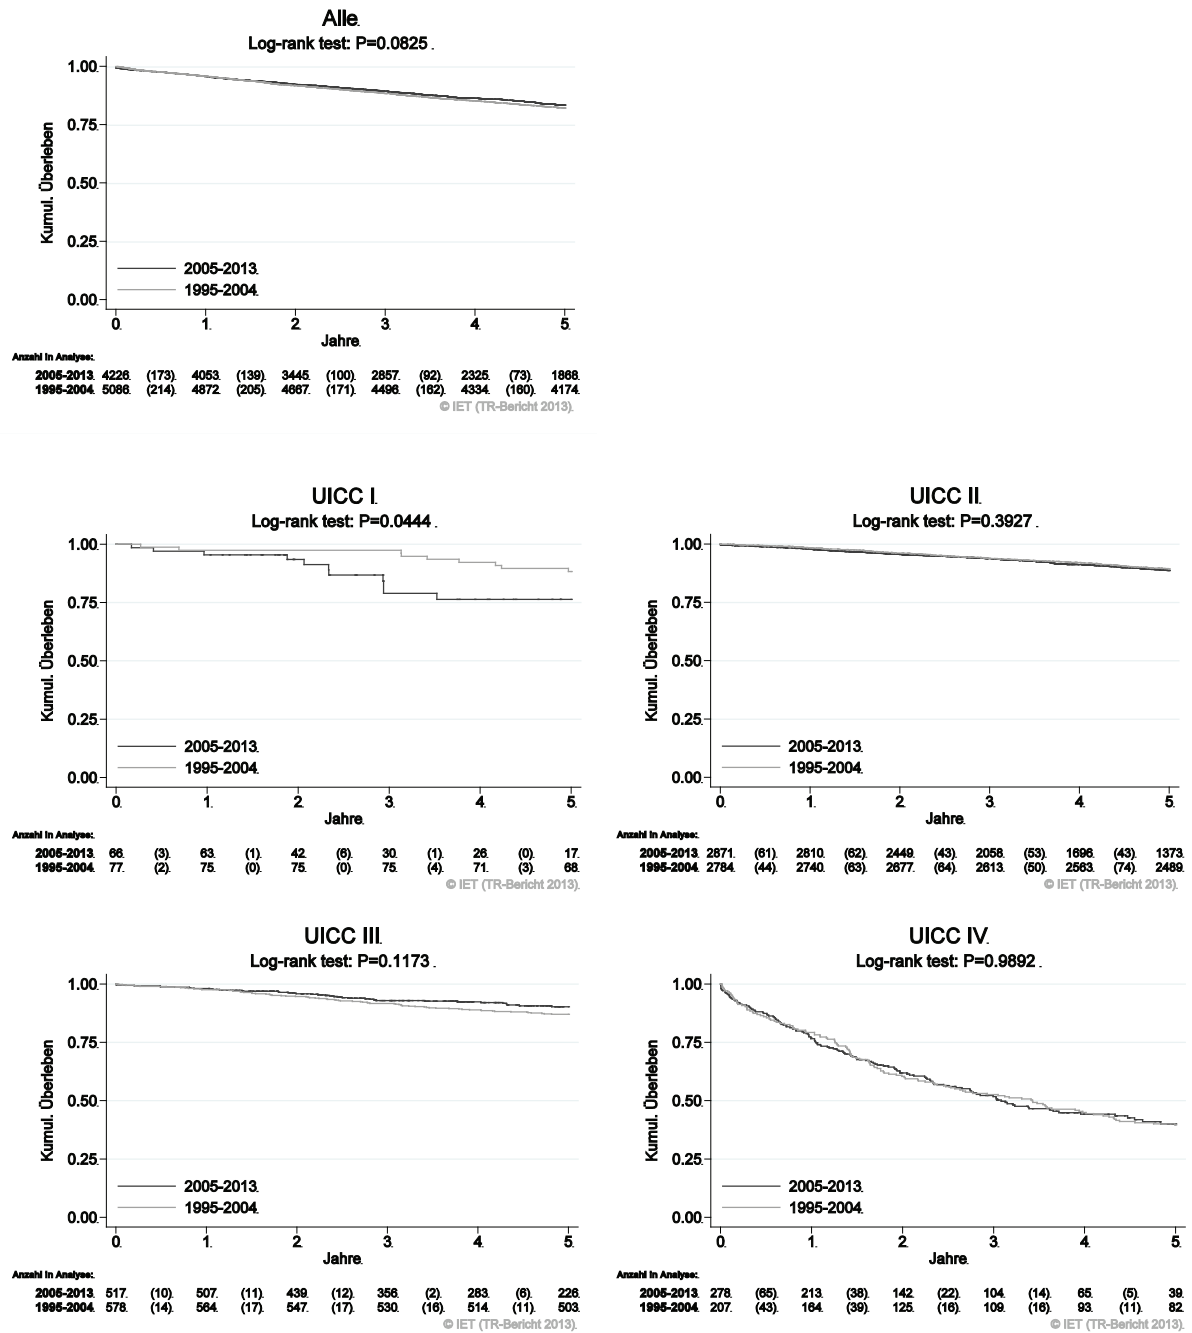 Alle.
Log-rank test: P=0.0825 .
1.00
0.75
0.50
0.25
0.00
Kumul. Überleben
2005-2013.
1995-2004.
0. 1. 2. 3. 4. 5.
Jahre.
Anzahl in Analyse:.
2005-2013. 4226. (173). 4053. (139). 3445. (100). 2857. (92). 2325. (73). 1868.
1995-2004. 5086. (214). 4872. (205). 4667. (171). 4496. (162). 4334. (160). 4174.
© IET (TR-Bericht 2013).
UICC I.
Log-rank test: P=0.0444 .
1.00
0.75
0.50
0.25
0.00
Kumul. Überleben
2005-2013.
1995-2004.
0. 1. 2. 3. 4. 5.
Jahre.
Anzahl in Analyse:.
2005-2013. 66. (3). 63. (1). 42. (6). 30. (1). 26. (0). 17.
1995-2004. 77. (2). 75. (0). 75. (0). 75. (4). 71. (3). 68.
© IET (TR-Bericht 2013).
UICC II.
Log-rank test: P=0.3927 .
1.00
0.75
0.50
0.25
0.00
Kumul. Überleben
2005-2013.
1995-2004.
0. 1. 2. 3. 4. 5.
Jahre.
Anzahl in Analyse:.
2005-2013. 2871. (61). 2810. (62). 2449. (43). 2058. (53). 1696. (43). 1373.
1995-2004. 2784. (44). 2740. (63). 2677. (64). 2613. (50). 2563. (74). 2489.
© IET (TR-Bericht 2013).
UICC III.
Log-rank test: P=0.1173 .
1.00
0.75
0.50
0.25
0.00
Kumul. Überleben
2005-2013.
1995-2004.
0. 1. 2. 3. 4. 5.
Jahre.
Anzahl in Analyse:.
2005-2013. 517. (10). 507. (11). 439. (12). 356. (2). 283. (6). 226.
1995-2004. 578. (14). 564. (17). 547. (17). 530. (16). 514. (11). 503.
© IET (TR-Bericht 2013).
UICC IV.
Log-rank test: P=0.9892 .
1.00
0.75
0.50
0.25
0.00
Kumul. Überleben
2005-2013.
1995-2004.
0. 1. 2. 3. 4. 5.
Jahre.
Anzahl in Analyse:.
2005-2013. 278. (65). 213. (38). 142. (22). 104. (14). 65. (5). 39.
1995-2004. 207. (43). 164. (39). 125. (16). 109. (16). 93. (11). 82.
© IET (TR-Bericht 2013).